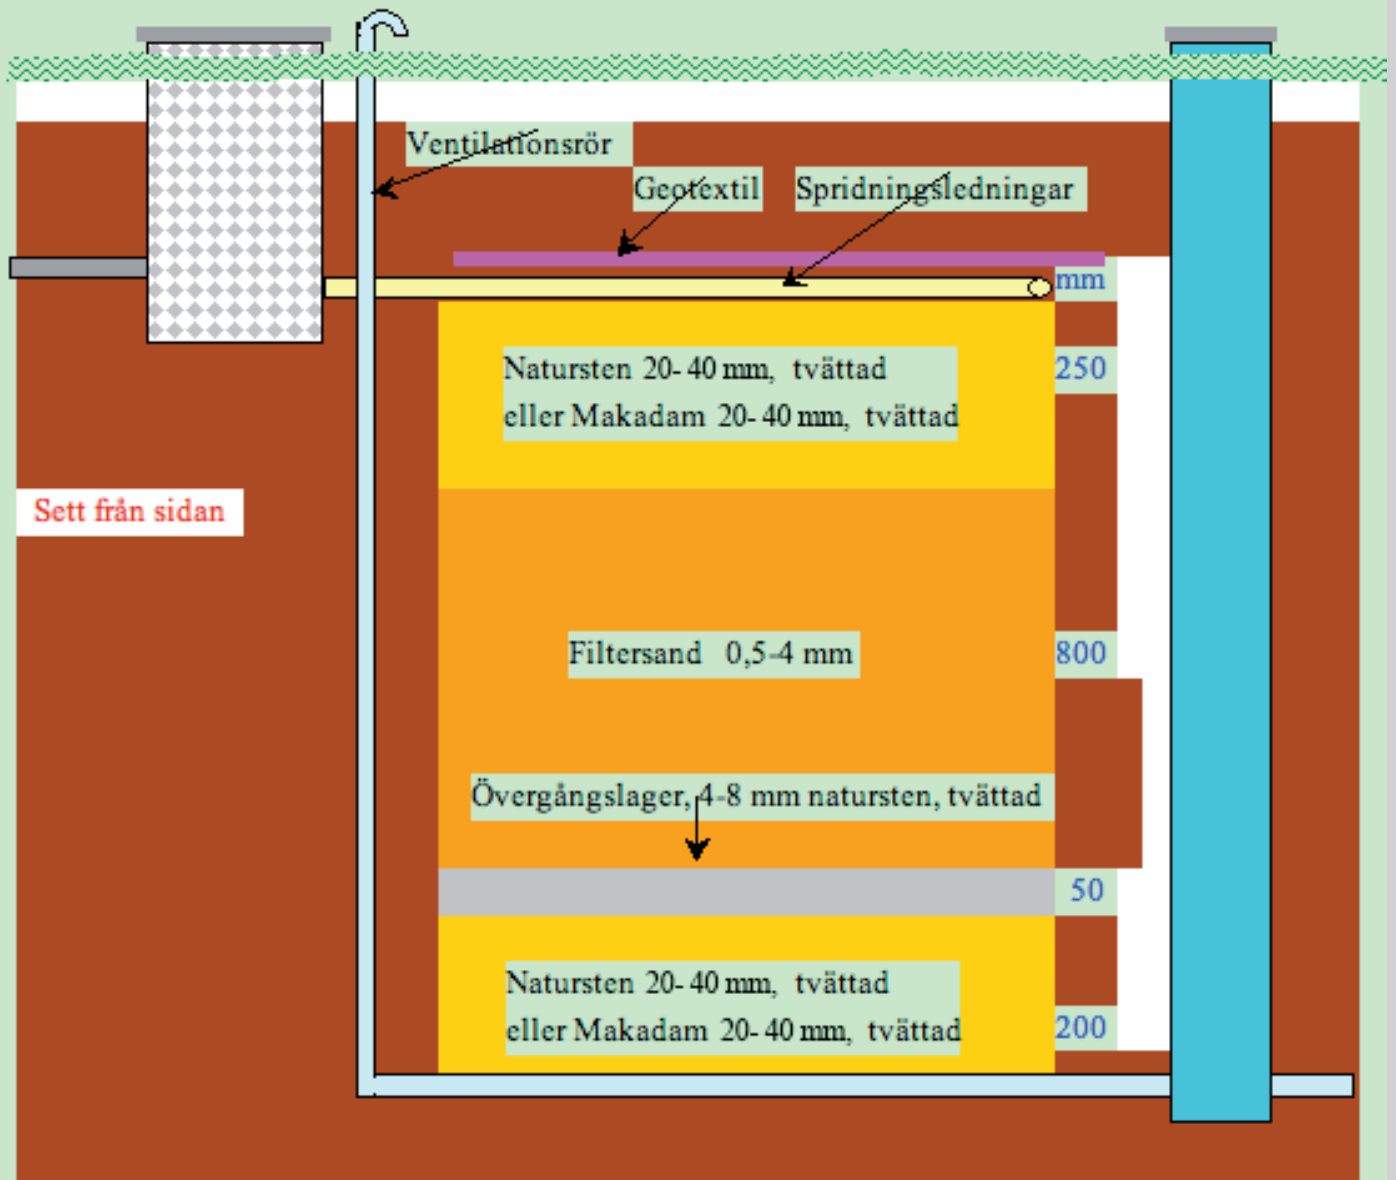 Ventilationsrör
Geotextil
Spridningsledningar
mm
Natursten 20-40 mm, tvättad
250
eller Makadam 20-40 mm, tvättad
Sett från sidan
Filtersand 0,5-4 mm
800
Övergångslager, 4-8 mm natursten, tvättad
50
Natursten 20-40 mm, tvättad
eller Makadam 20-40 mm, tvättad
200